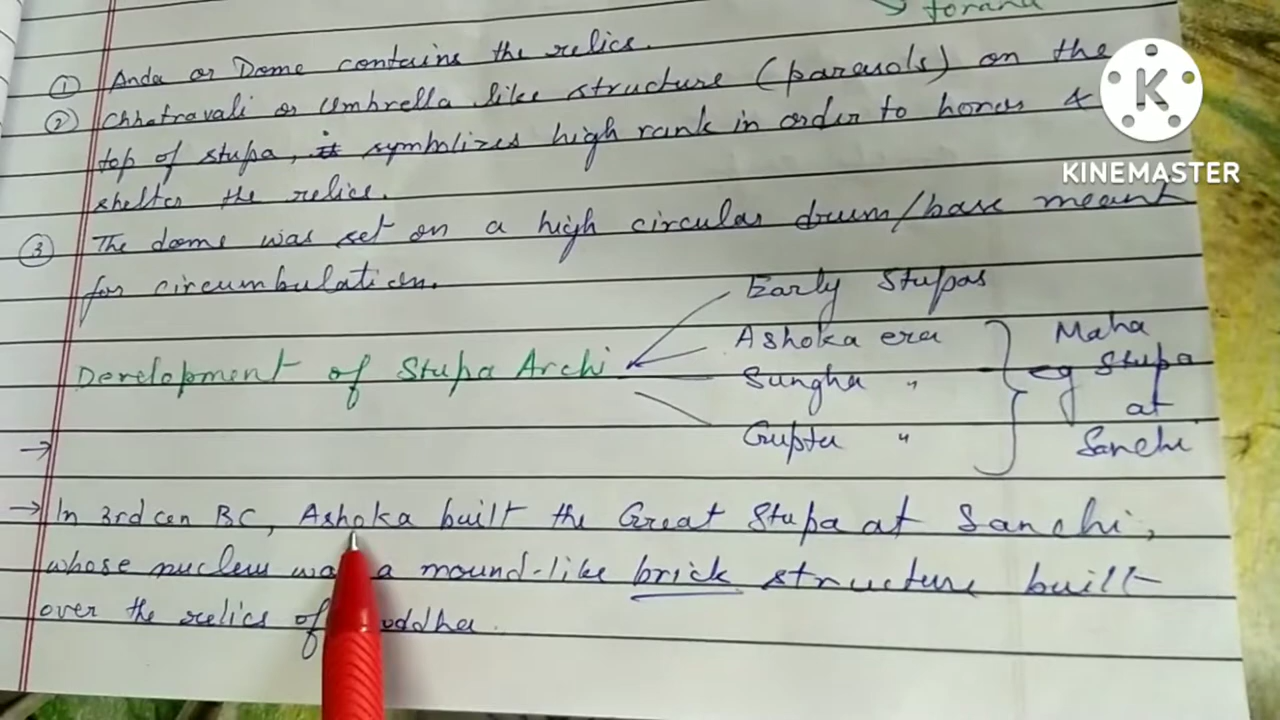 torana
① Anda or Dome contains the relics.
② Chhatravali or Umbrella like structure (parasols) on the
top of stupa, it symbolizes high rank in order to honor &
shelter the relics.
③ The dome was set on a high circular drum/base meant
for circumbulation.
Development of Stupa Archi
Early Stupas
Ashoka era
Sungha "
Gupta "
eg Maha
Stupa
at
Sanchi
→
→ In 3rd cen BC, Ashoka built the Great Stupa at Sanchi,
whose nucleus was a mound-like brick structure built
over the relics of uddha.
K
KINEMASTER